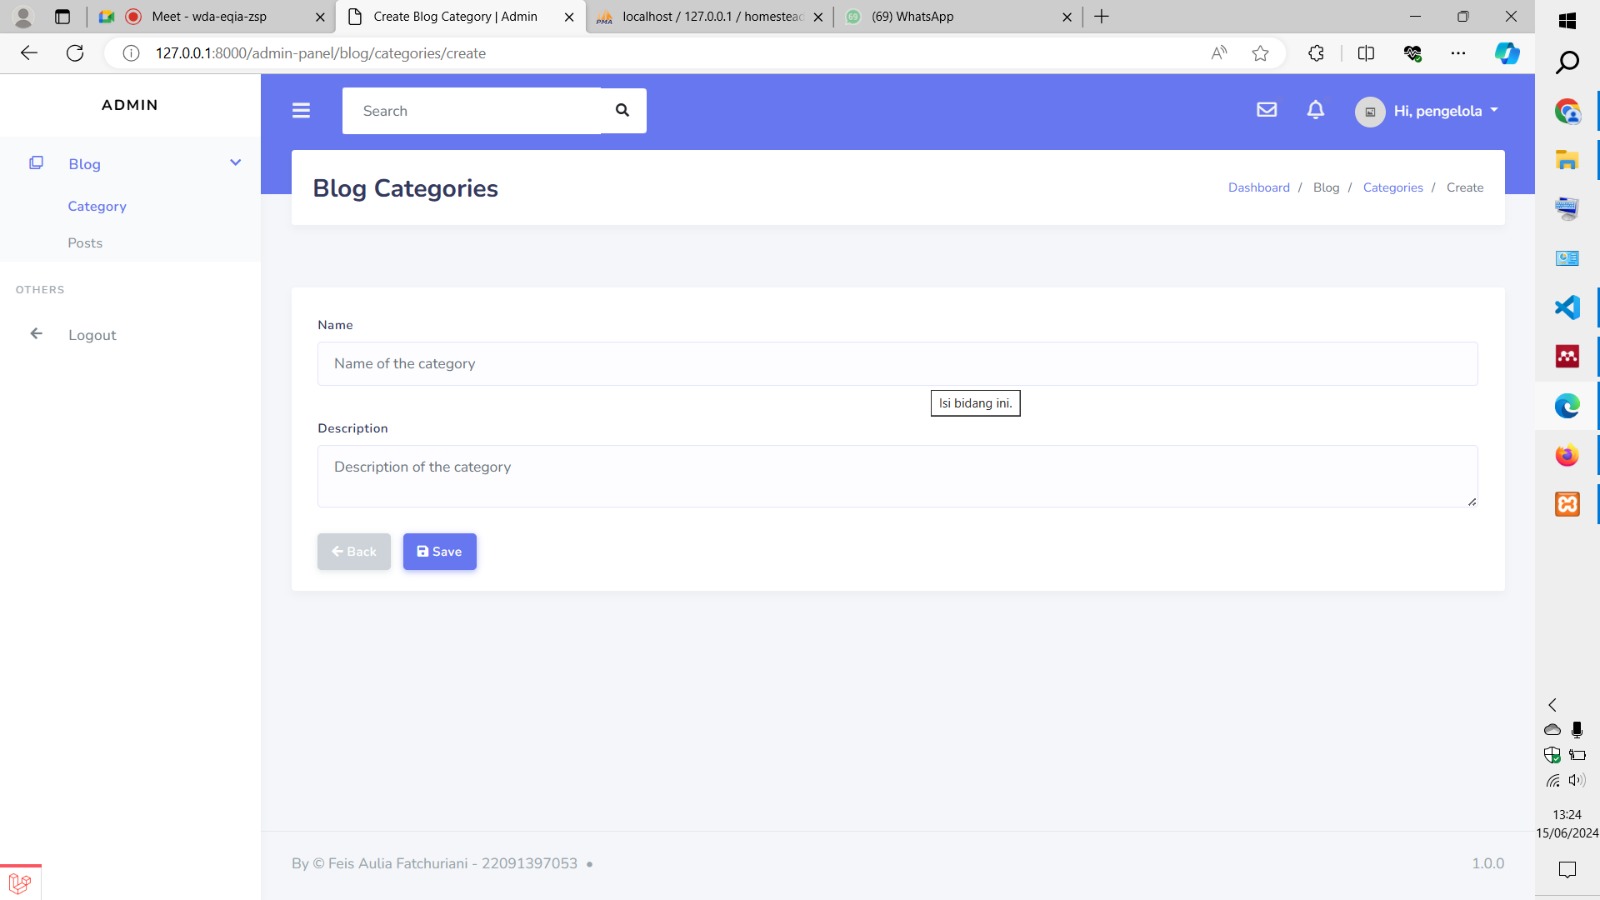 Meet - wda-eqia-zsp
Create Blog Category | Admin
PMA
localhost / 127.0.0.1 / homestead
69
(69) WhatsApp
127.0.0.1:8000/admin-panel/blog/categories/create
ADMIN
Search
Hi, pengelola
Blog
Category
Posts
OTHERS
Logout
Blog Categories
Dashboard / Blog / Categories / Create
Name
Name of the category
Isi bidang ini.
Description
Description of the category
Back
Save
By © Feis Aulia Fatchuriani - 22091397053 •
1.0.0
13:24
15/06/2024